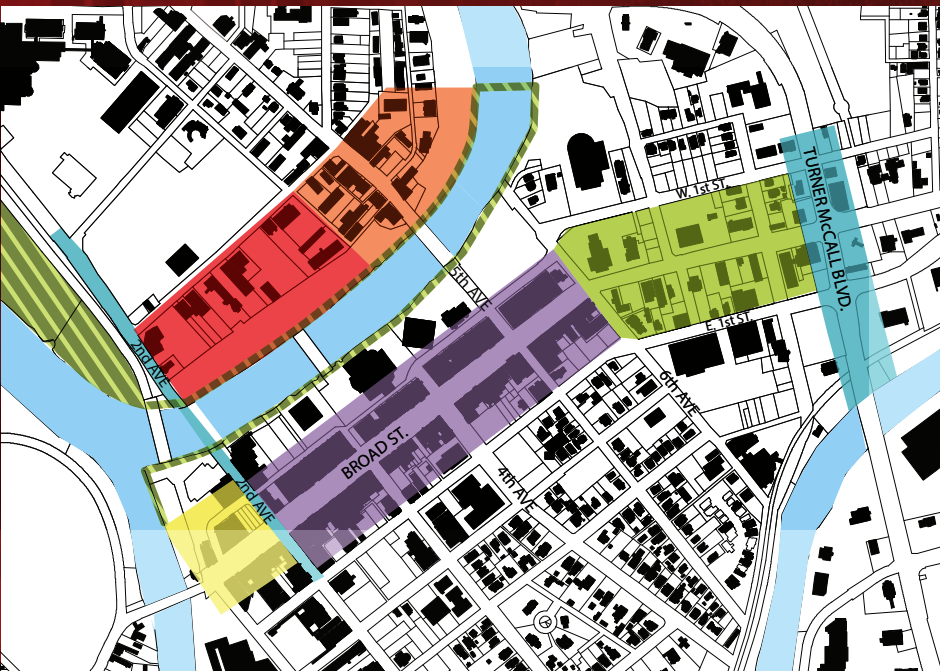 TURNER McCALL BLVD.
W. 1st ST.
5th AVE
E. 1st ST.
2nd AVE
6th AVE
BROAD ST.
4th AVE
2nd AVE